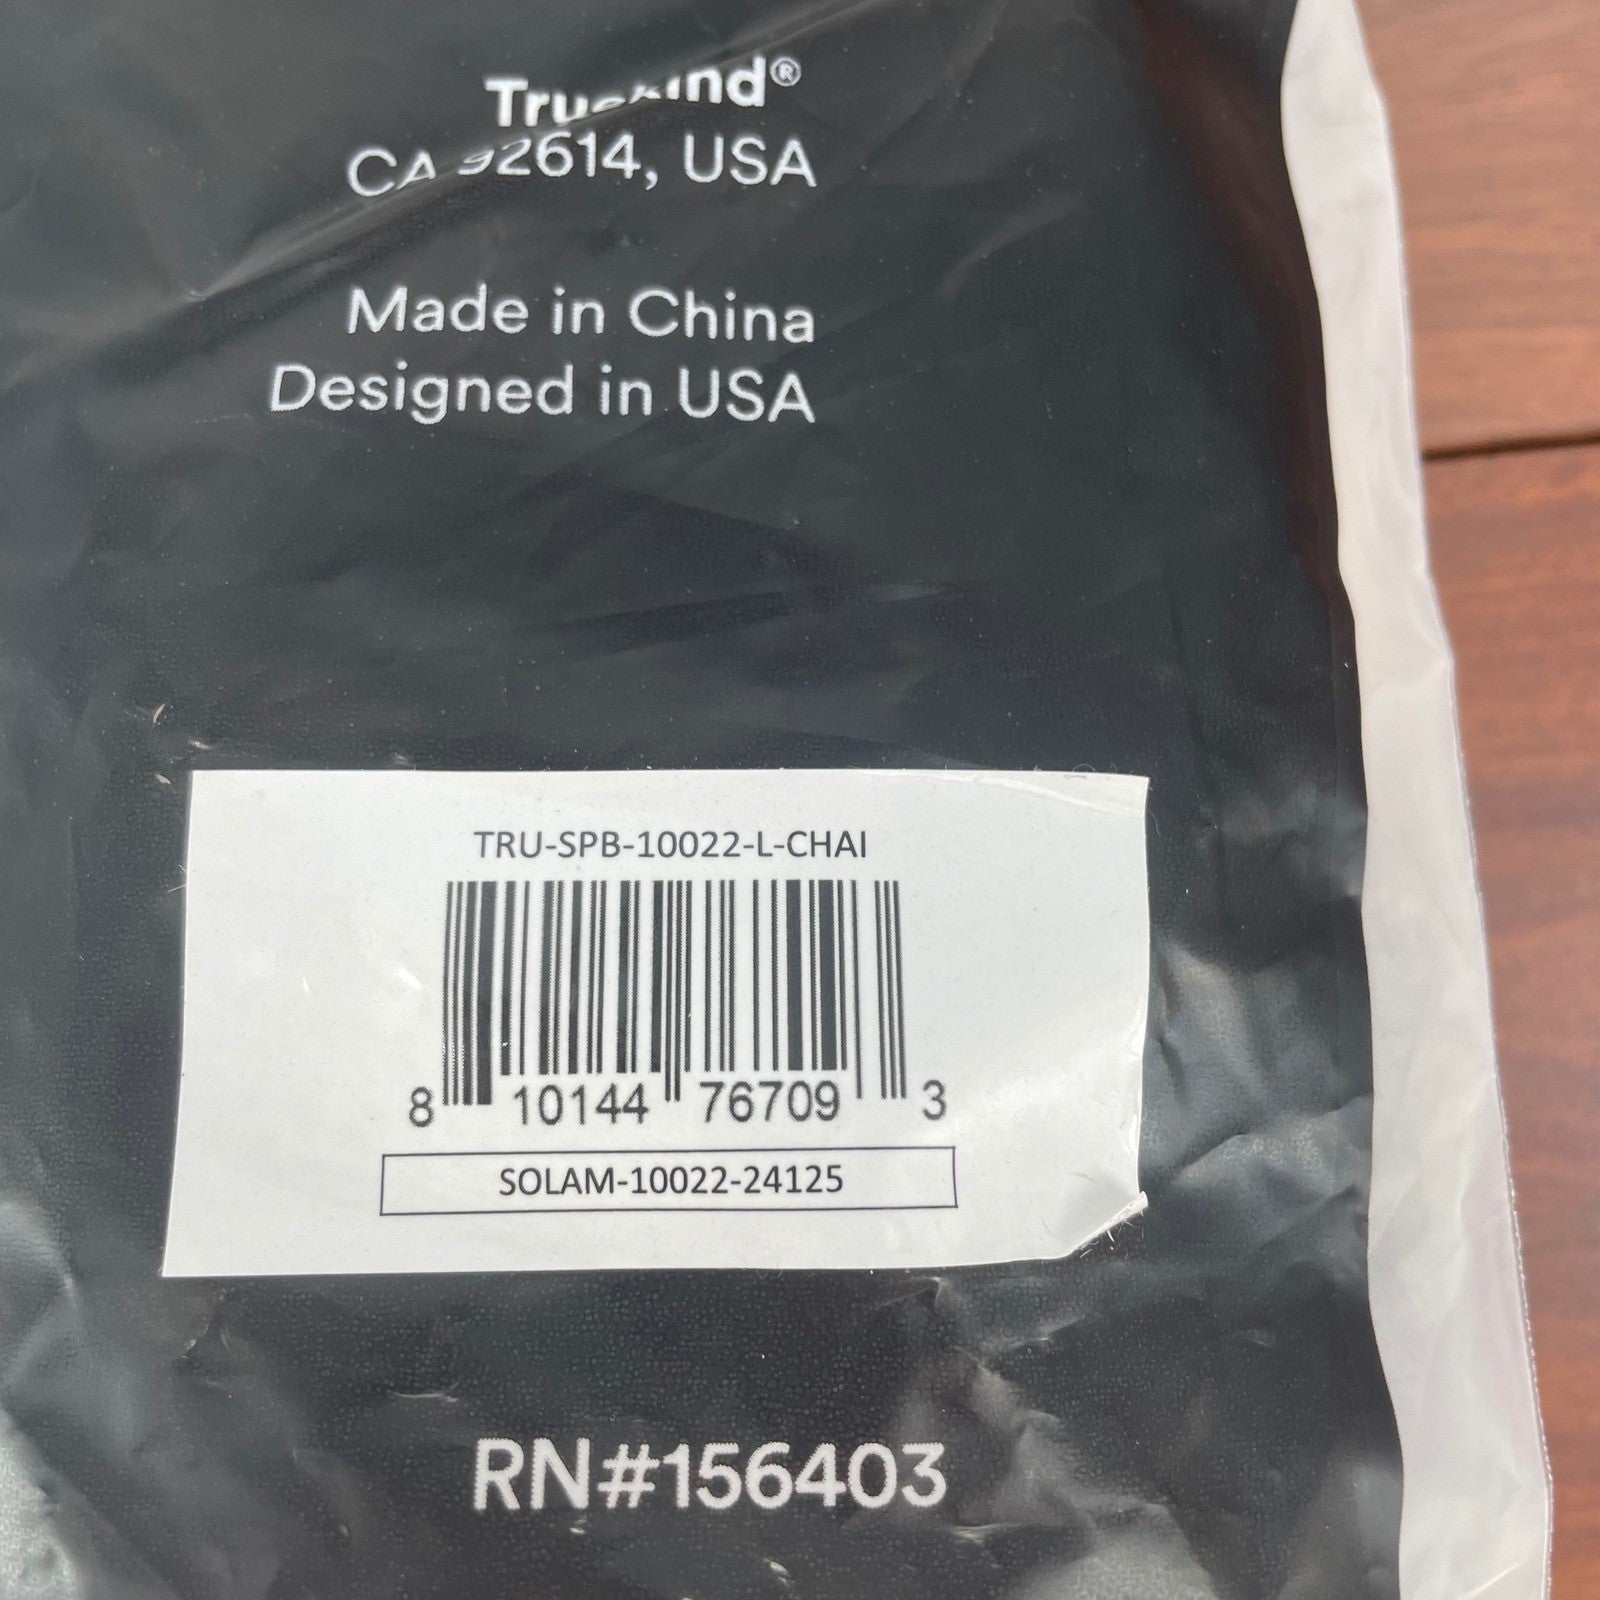 Truekind®
CA 92614, USA
Made in China
Designed in USA
TRU-SPB-10022-L-CHAI
8 10144 76709 3
SOLAM-10022-24125
RN#156403